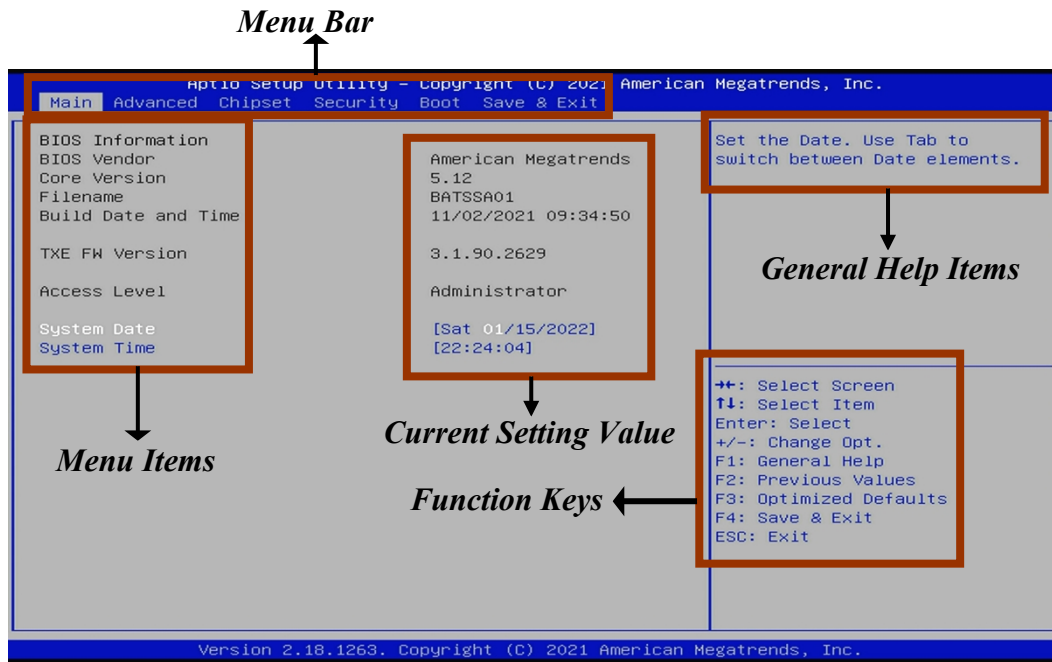 Menu Bar
Aptio Setup Utility – Copyright (C) 2021 American Megatrends, Inc.
Main Advanced Chipset Security Boot Save & Exit
BIOS Information
BIOS Vendor American Megatrends
Core Version 5.12
Filename BATSSA01
Build Date and Time 11/02/2021 09:34:50
TXE FW Version 3.1.90.2629
Access Level Administrator
System Date [Sat 01/15/2022]
System Time [22:24:04]
Set the Date. Use Tab to
switch between Date elements.
General Help Items
Menu Items
Current Setting Value
Function Keys
→←: Select Screen
↑↓: Select Item
Enter: Select
+/-: Change Opt.
F1: General Help
F2: Previous Values
F3: Optimized Defaults
F4: Save & Exit
ESC: Exit
Version 2.18.1263. Copyright (C) 2021 American Megatrends, Inc.